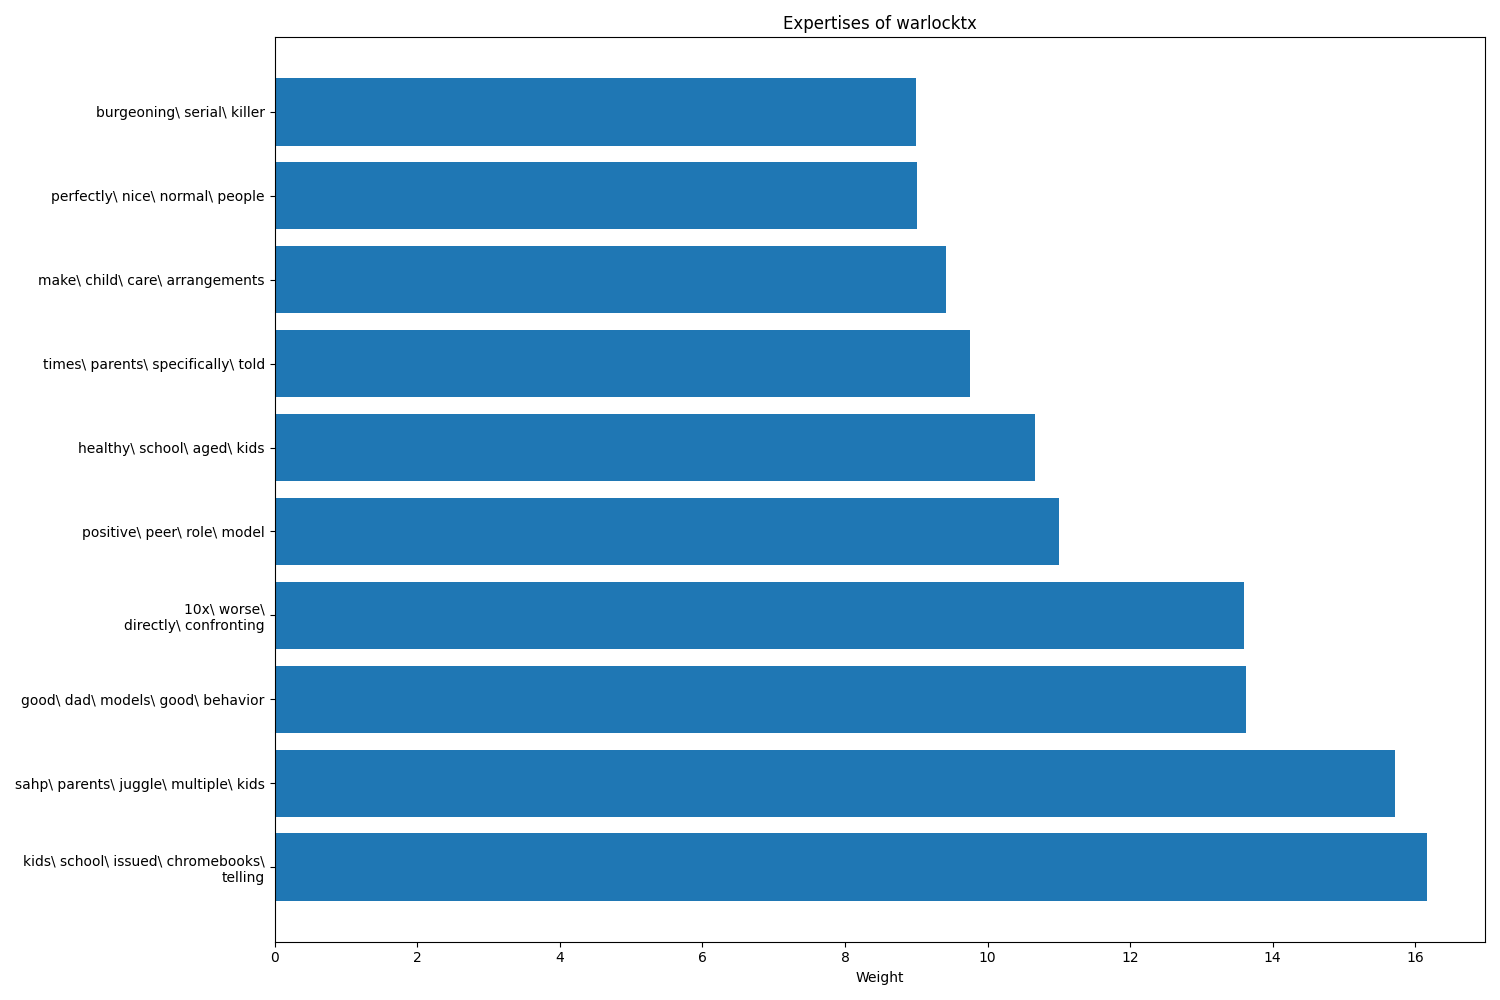 Expertises of warlocktx
burgeoning\ serial\ killer
perfectly\ nice\ normal\ people
make\ child\ care\ arrangements
times\ parents\ specifically\ told
healthy\ school\ aged\ kids
positive\ peer\ role\ model
10x\ worse\
directly\ confronting
good\ dad\ models\ good\ behavior
sahp\ parents\ juggle\ multiple\ kids
kids\ school\ issued\ chromebooks\
telling
0 2 4 6 8 10 12 14 16
Weight